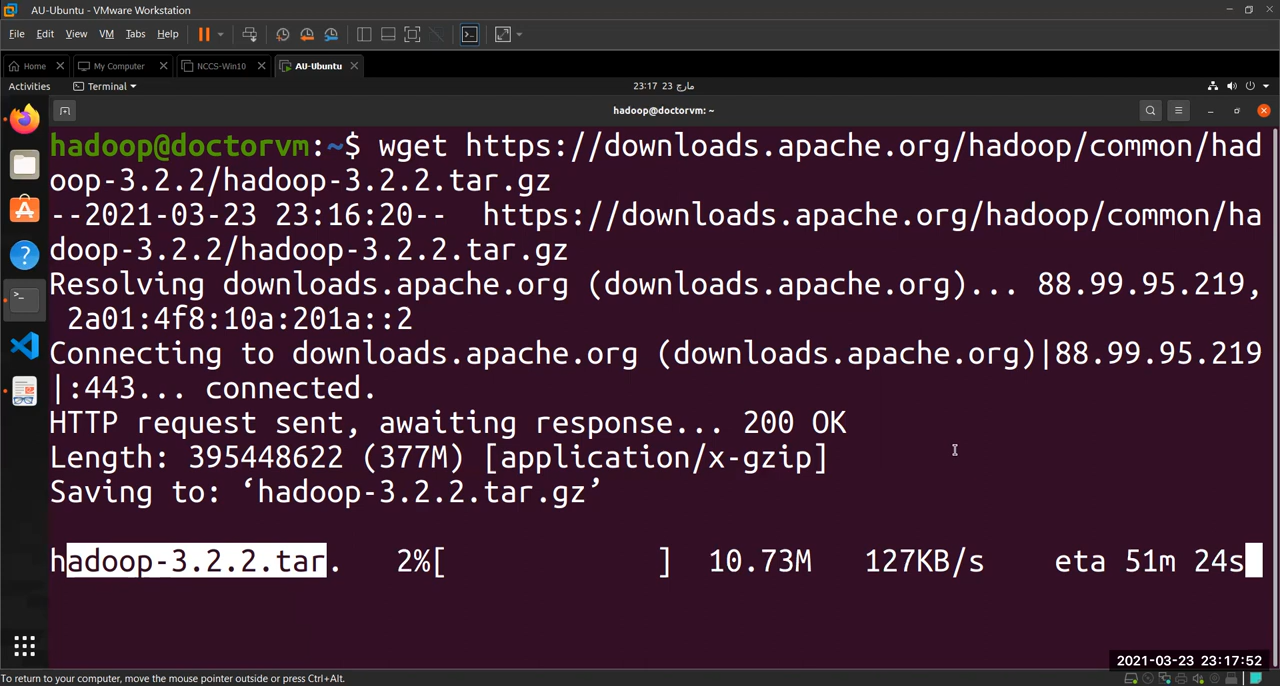 AU-Ubuntu - VMware Workstation
File Edit View VM Tabs Help
Home My Computer NCCS-Win10 AU-Ubuntu
Activities Terminal 23:17 23 مارچ
hadoop@doctorvm: ~
hadoop@doctorvm:~$ wget https://downloads.apache.org/hadoop/common/had
oop-3.2.2/hadoop-3.2.2.tar.gz
--2021-03-23 23:16:20--  https://downloads.apache.org/hadoop/common/ha
doop-3.2.2/hadoop-3.2.2.tar.gz
Resolving downloads.apache.org (downloads.apache.org)... 88.99.95.219,
 2a01:4f8:10a:201a::2
Connecting to downloads.apache.org (downloads.apache.org)|88.99.95.219
|:443... connected.
HTTP request sent, awaiting response... 200 OK
Length: 395448622 (377M) [application/x-gzip]
Saving to: ‘hadoop-3.2.2.tar.gz’
hadoop-3.2.2.tar.   2%[             ]  10.73M   127KB/s    eta 51m 24s
2021-03-23 23:17:52
To return to your computer, move the mouse pointer outside or press Ctrl+Alt.